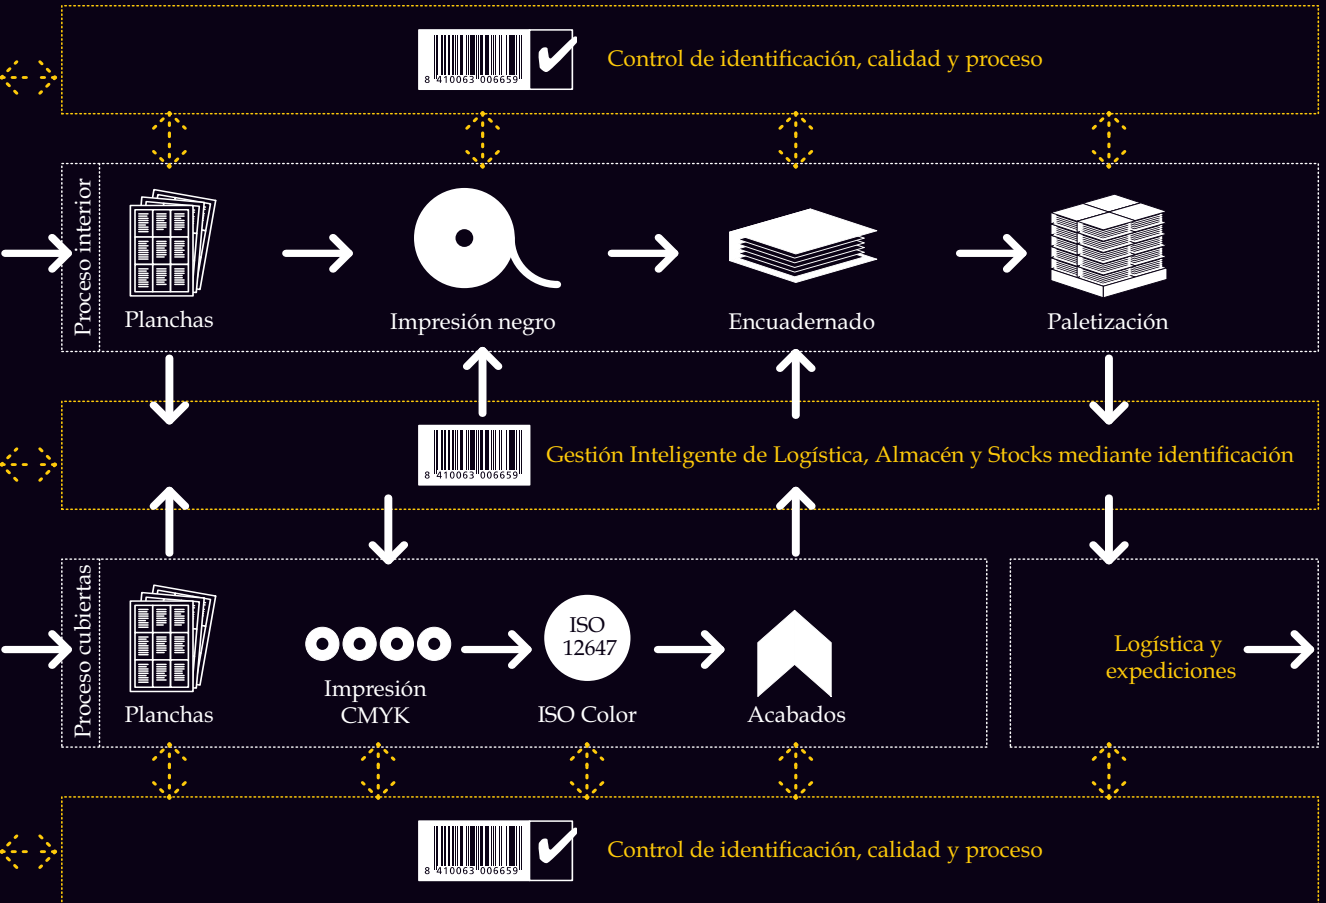 8 410063 006659
Control de identificación, calidad y proceso
Proceso interior
Planchas
Impresión negro
Encuadernado
Paletización
8 410063 006659
Gestión Inteligente de Logística, Almacén y Stocks mediante identificación
Proceso cubiertas
Planchas
Impresión
CMYK
ISO
12647
ISO Color
Acabados
Logística y
expediciones
8 410063 006659
Control de identificación, calidad y proceso